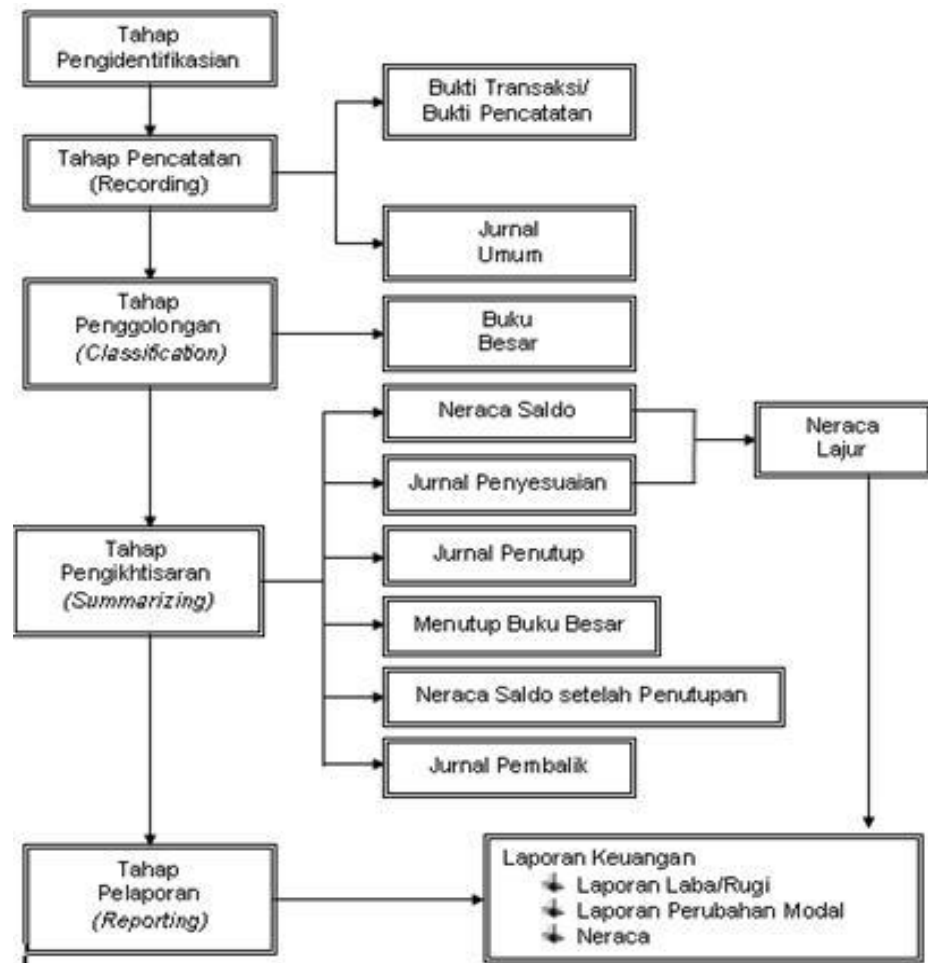 Tahap
Pengidentifikasian
Bukti Transaksi/
Bukti Pencatatan
Tahap Pencatatan
(Recording)
Jurnal
Umum
Tahap
Penggolongan
(Classification)
Buku
Besar
Neraca Saldo
Neraca
Lajur
Jurnal Penyesuaian
Tahap
Pengikhtisaran
(Summarizing)
Jurnal Penutup
Menutup Buku Besar
Neraca Saldo setelah Penutupan
Jurnal Pembalik
Tahap
Pelaporan
(Reporting)
Laporan Keuangan
Laporan Laba/Rugi
Laporan Perubahan Modal
Neraca